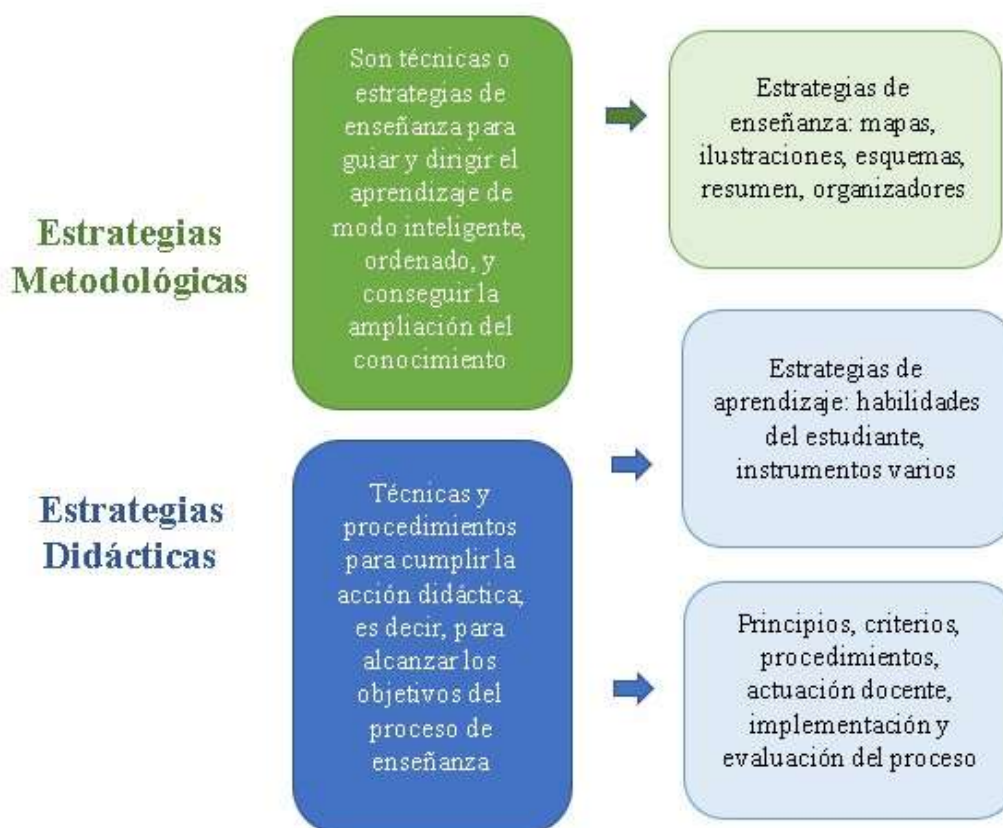 Estrategias
Metodológicas
Son técnicas o
estrategias de
enseñanza para
guiar y dirigir el
aprendizaje de
modo inteligente,
ordenado, y
conseguir la
ampliación del
conocimiento
Estrategias de
enseñanza: mapas,
ilustraciones, esquemas,
resumen, organizadores
Estrategias de
aprendizaje: habilidades
del estudiante,
instrumentos varios
Estrategias
Didácticas
Técnicas y
procedimientos
para cumplir la
acción didáctica;
es decir, para
alcanzar los
objetivos del
proceso de
enseñanza
Principios, criterios,
procedimientos,
actuación docente,
implementación y
evaluación del proceso